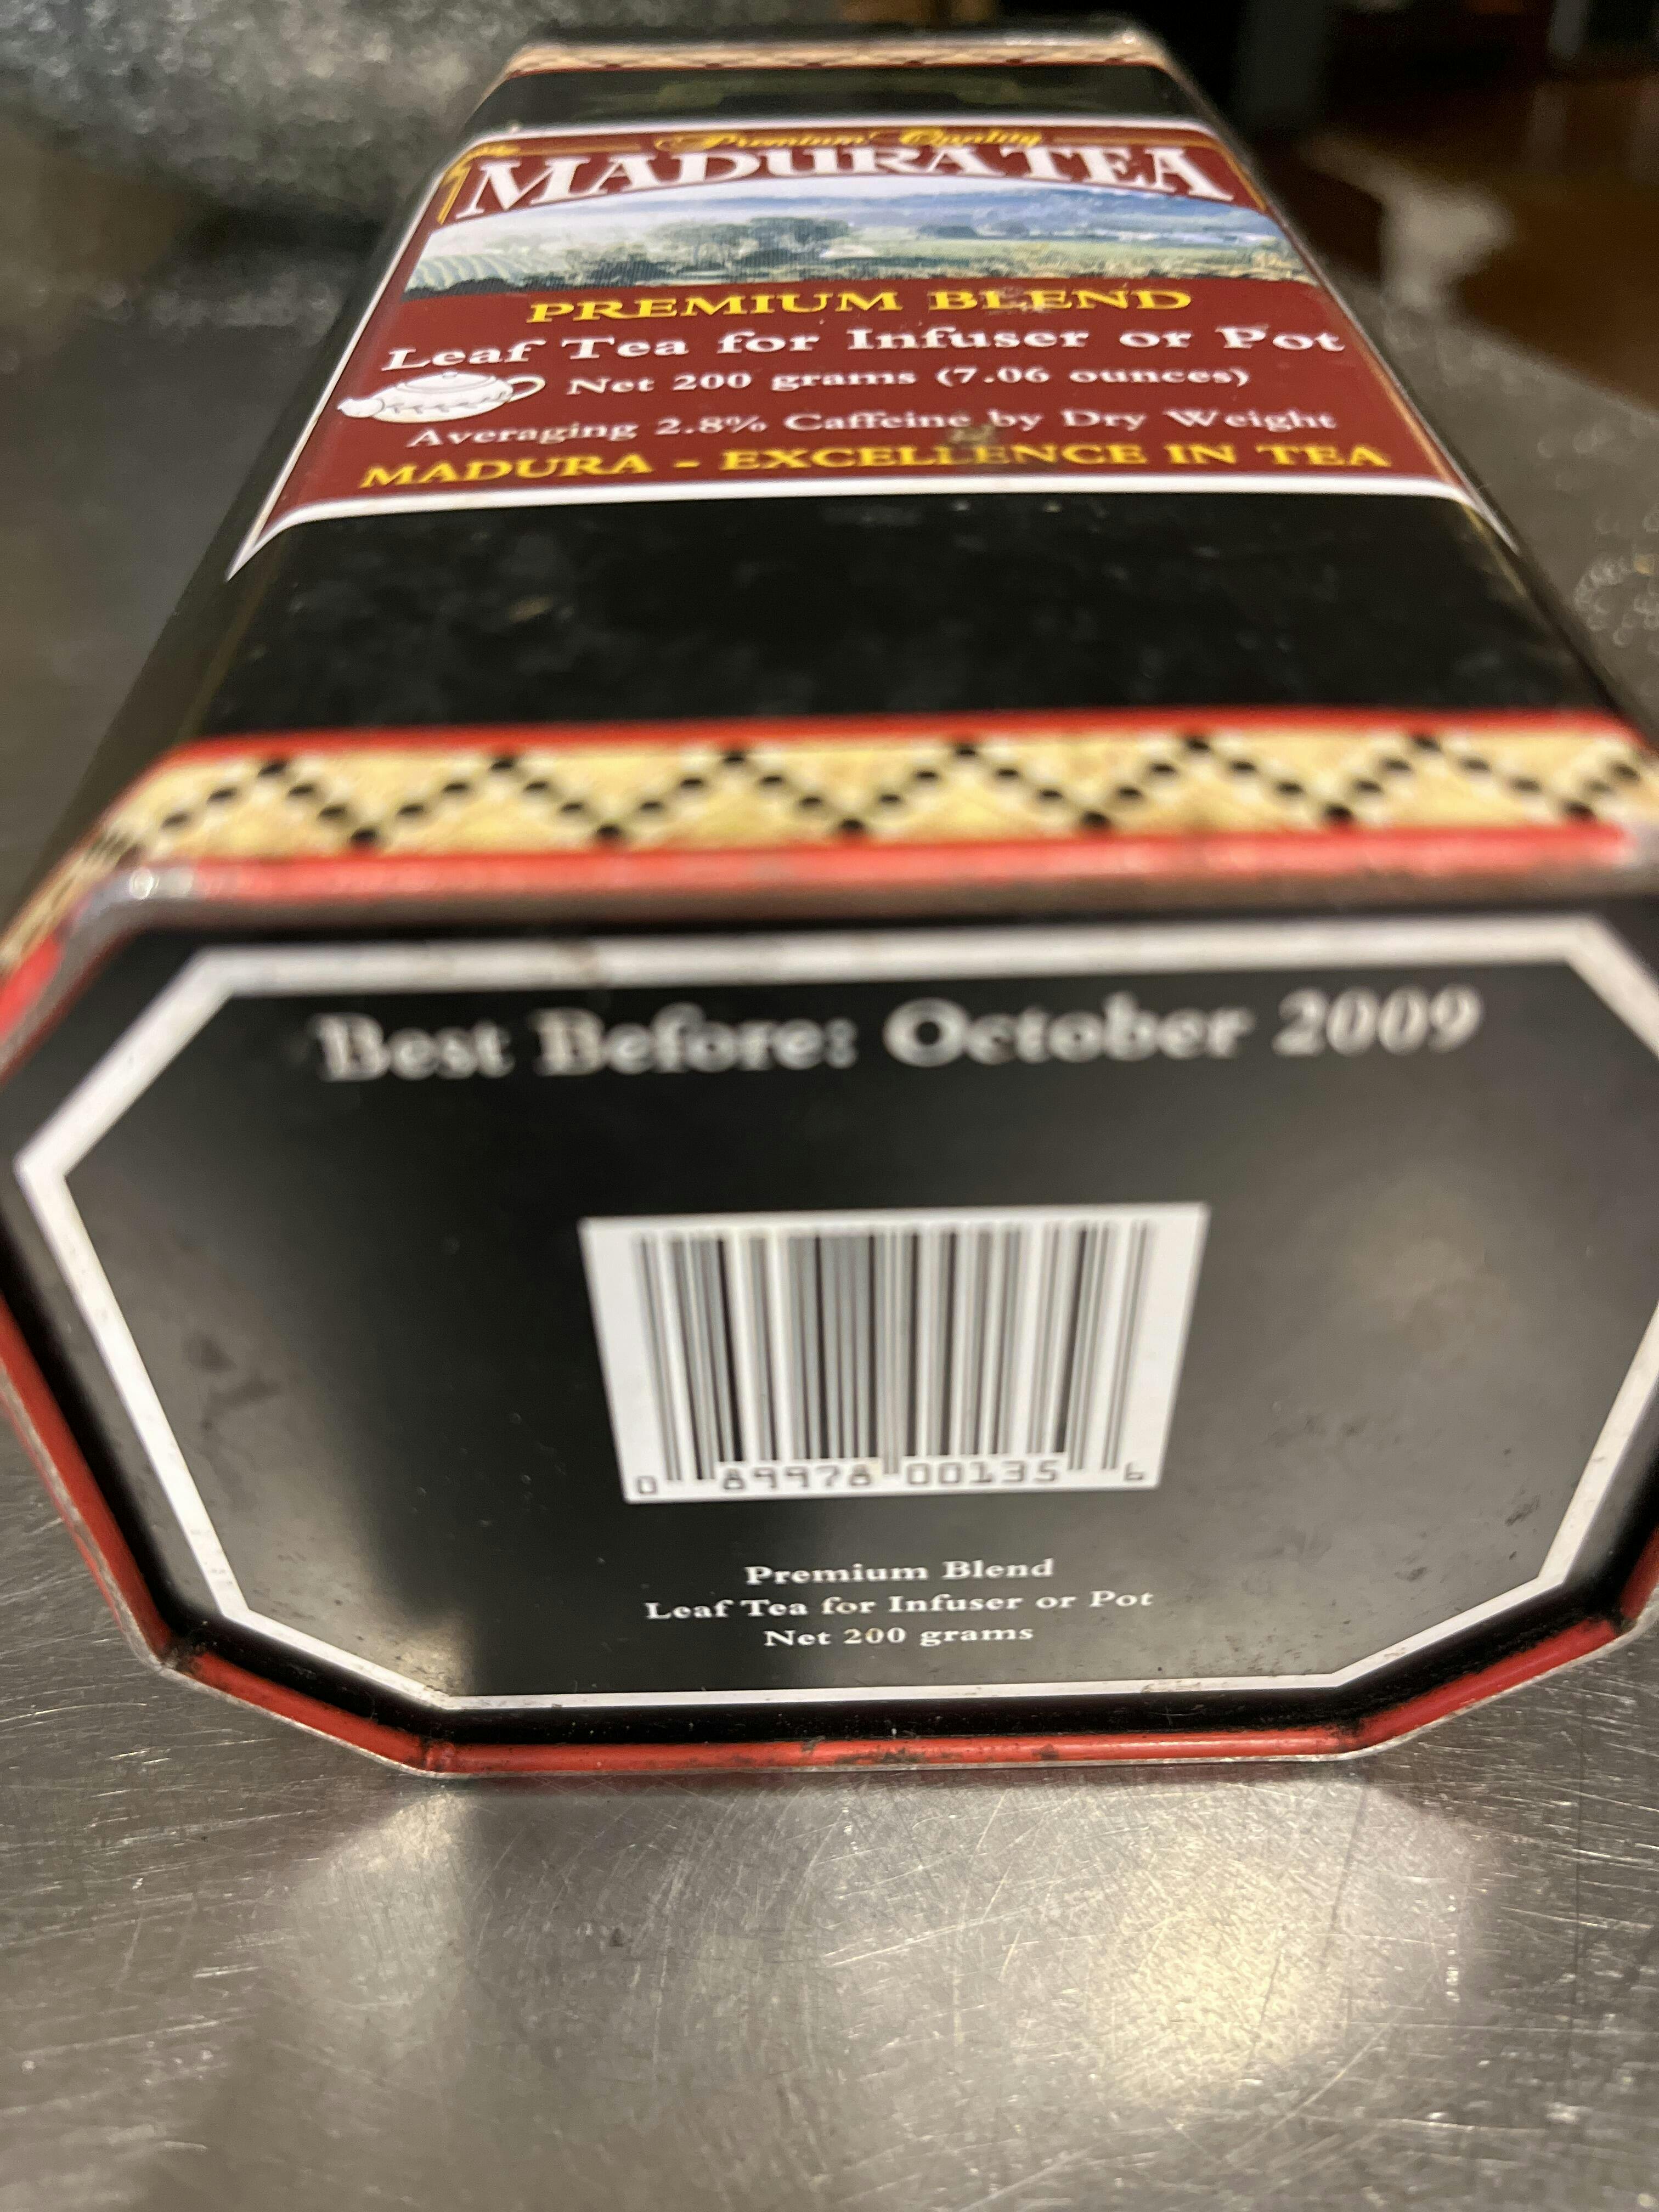 Premium Quality
MADURA TEA
PREMIUM BLEND
Leaf Tea for Infuser or Pot
Net 200 grams (7.06 ounces)
Averaging 2.8% Caffeine by Dry Weight
MADURA - EXCELLENCE IN TEA
Best Before: October 2009
0 89978 00135 6
Premium Blend
Leaf Tea for Infuser or Pot
Net 200 grams